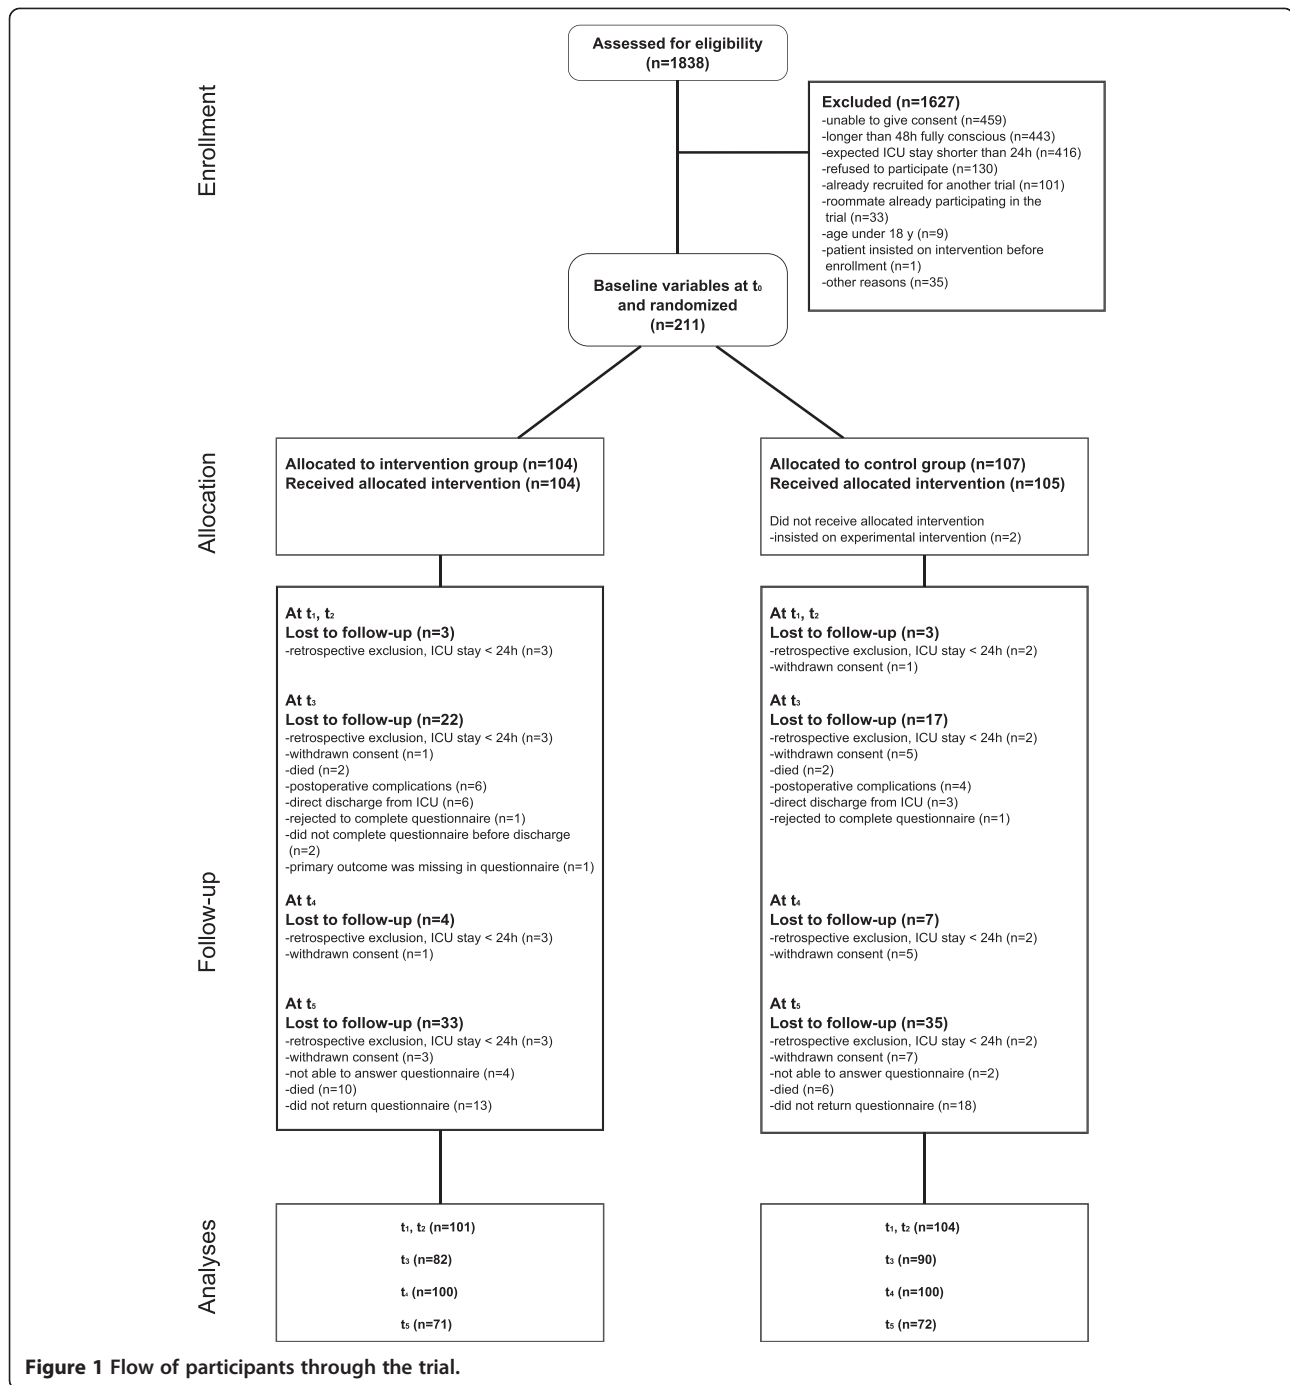 Assessed for eligibility
(n=1838)
Enrollment
Excluded (n=1627)
-unable to give consent (n=459)
-longer than 48h fully conscious (n=443)
-expected ICU stay shorter than 24h (n=416)
-refused to participate (n=130)
-already recruited for another trial (n=101)
-roommate already participating in the
trial (n=33)
-age under 18 y (n=9)
-patient insisted on intervention before
enrollment (n=1)
-other reasons (n=35)
Baseline variables at t₀
and randomized
(n=211)
Allocation
Allocated to intervention group (n=104)
Received allocated intervention (n=104)
Allocated to control group (n=107)
Received allocated intervention (n=105)
Did not receive allocated intervention
-insisted on experimental intervention (n=2)
Follow-up
At t₁, t₂
Lost to follow-up (n=3)
-retrospective exclusion, ICU stay < 24h (n=3)
At t₃
Lost to follow-up (n=22)
-retrospective exclusion, ICU stay < 24h (n=3)
-withdrawn consent (n=1)
-died (n=2)
-postoperative complications (n=6)
-direct discharge from ICU (n=6)
-rejected to complete questionnaire (n=1)
-did not complete questionnaire before discharge
(n=2)
-primary outcome was missing in questionnaire (n=1)
At t₄
Lost to follow-up (n=4)
-retrospective exclusion, ICU stay < 24h (n=3)
-withdrawn consent (n=1)
At t₅
Lost to follow-up (n=33)
-retrospective exclusion, ICU stay < 24h (n=3)
-withdrawn consent (n=3)
-not able to answer questionnaire (n=4)
-died (n=10)
-did not return questionnaire (n=13)
At t₁, t₂
Lost to follow-up (n=3)
-retrospective exclusion, ICU stay < 24h (n=2)
-withdrawn consent (n=1)
At t₃
Lost to follow-up (n=17)
-retrospective exclusion, ICU stay < 24h (n=2)
-withdrawn consent (n=5)
-died (n=2)
-postoperative complications (n=4)
-direct discharge from ICU (n=3)
-rejected to complete questionnaire (n=1)
At t₄
Lost to follow-up (n=7)
-retrospective exclusion, ICU stay < 24h (n=2)
-withdrawn consent (n=5)
At t₅
Lost to follow-up (n=35)
-retrospective exclusion, ICU stay < 24h (n=2)
-withdrawn consent (n=7)
-not able to answer questionnaire (n=2)
-died (n=6)
-did not return questionnaire (n=18)
Analyses
t₁, t₂ (n=101)
t₃ (n=82)
t₄ (n=100)
t₅ (n=71)
t₁, t₂ (n=104)
t₃ (n=90)
t₄ (n=100)
t₅ (n=72)
Figure 1 Flow of participants through the trial.